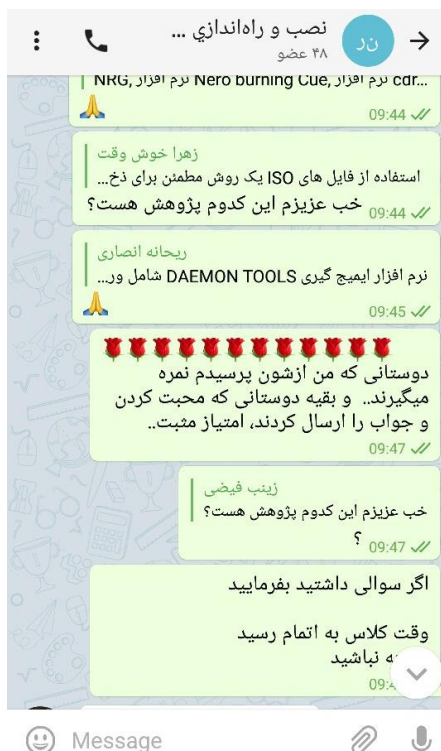 نصب و راه‌اندازي ...
۴۸ عضو
نر
cdr... نرم افزار Nero burning Cue, نرم افزار NRG,
🙏
09:44
زهرا خوش وقت
استفاده از فایل های ISO یک روش مطمئن برای ذخ...
خب عزیزم این کدوم پژوهش هست؟
09:44
ریحانه انصاری
نرم افزار ایمیج گیری DAEMON TOOLS شامل ور...
🙏
09:45
🌹🌹🌹🌹🌹🌹🌹🌹🌹🌹🌹
دوستانی که من ازشون پرسیدم نمره
میگیرند.. و بقیه دوستانی که محبت کردن
و جواب را ارسال کردند، امتیاز مثبت..
09:47
زینب فیضی
خب عزیزم این کدوم پژوهش هست؟
؟
09:47
اگر سوالی داشتید بفرمایید
وقت کلاس به اتمام رسید
نباشید
Message